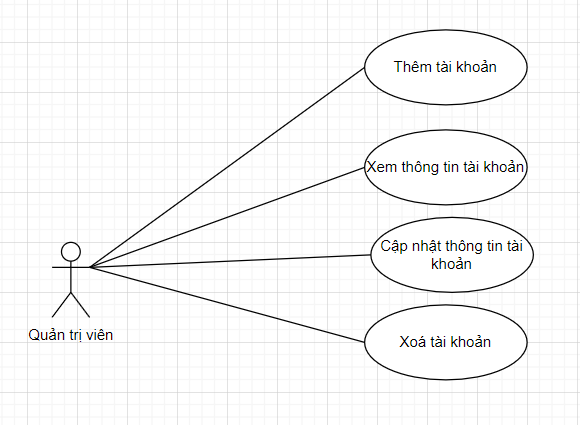 Thêm tài khoản
Xem thông tin tài khoản
Cập nhật thông tin tài
khoản
Quản trị viên
Xoá tài khoản